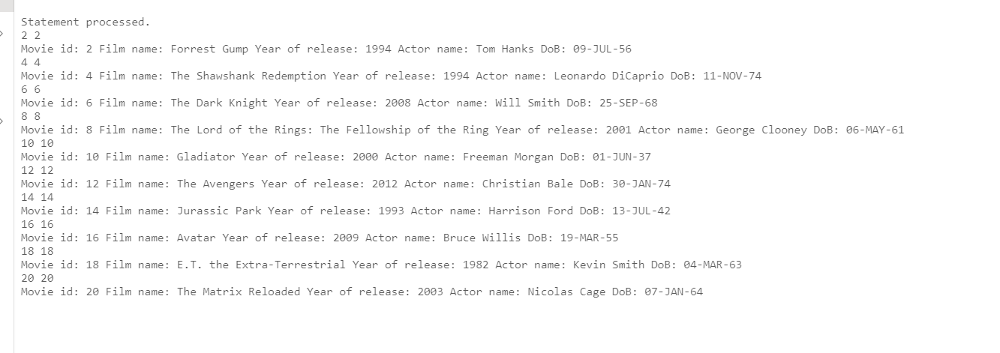 Statement processed.
2 2
Movie id: 2 Film name: Forrest Gump Year of release: 1994 Actor name: Tom Hanks DoB: 09-JUL-56
4 4
Movie id: 4 Film name: The Shawshank Redemption Year of release: 1994 Actor name: Leonardo DiCaprio DoB: 11-NOV-74
6 6
Movie id: 6 Film name: The Dark Knight Year of release: 2008 Actor name: Will Smith DoB: 25-SEP-68
8 8
Movie id: 8 Film name: The Lord of the Rings: The Fellowship of the Ring Year of release: 2001 Actor name: George Clooney DoB: 06-MAY-61
10 10
Movie id: 10 Film name: Gladiator Year of release: 2000 Actor name: Freeman Morgan DoB: 01-JUN-37
12 12
Movie id: 12 Film name: The Avengers Year of release: 2012 Actor name: Christian Bale DoB: 30-JAN-74
14 14
Movie id: 14 Film name: Jurassic Park Year of release: 1993 Actor name: Harrison Ford DoB: 13-JUL-42
16 16
Movie id: 16 Film name: Avatar Year of release: 2009 Actor name: Bruce Willis DoB: 19-MAR-55
18 18
Movie id: 18 Film name: E.T. the Extra-Terrestrial Year of release: 1982 Actor name: Kevin Smith DoB: 04-MAR-63
20 20
Movie id: 20 Film name: The Matrix Reloaded Year of release: 2003 Actor name: Nicolas Cage DoB: 07-JAN-64